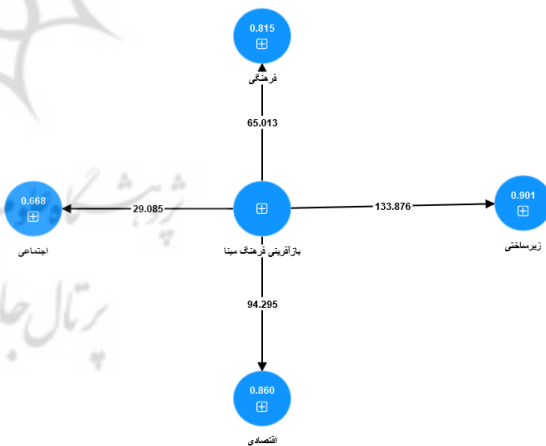 0.815
فرهنگی
65.013
0.668
29.085
133.876
0.901
اجتماعی
بازآفرینی فرهنگ مبنا
زیرساختی
94.295
0.860
اقتصادی